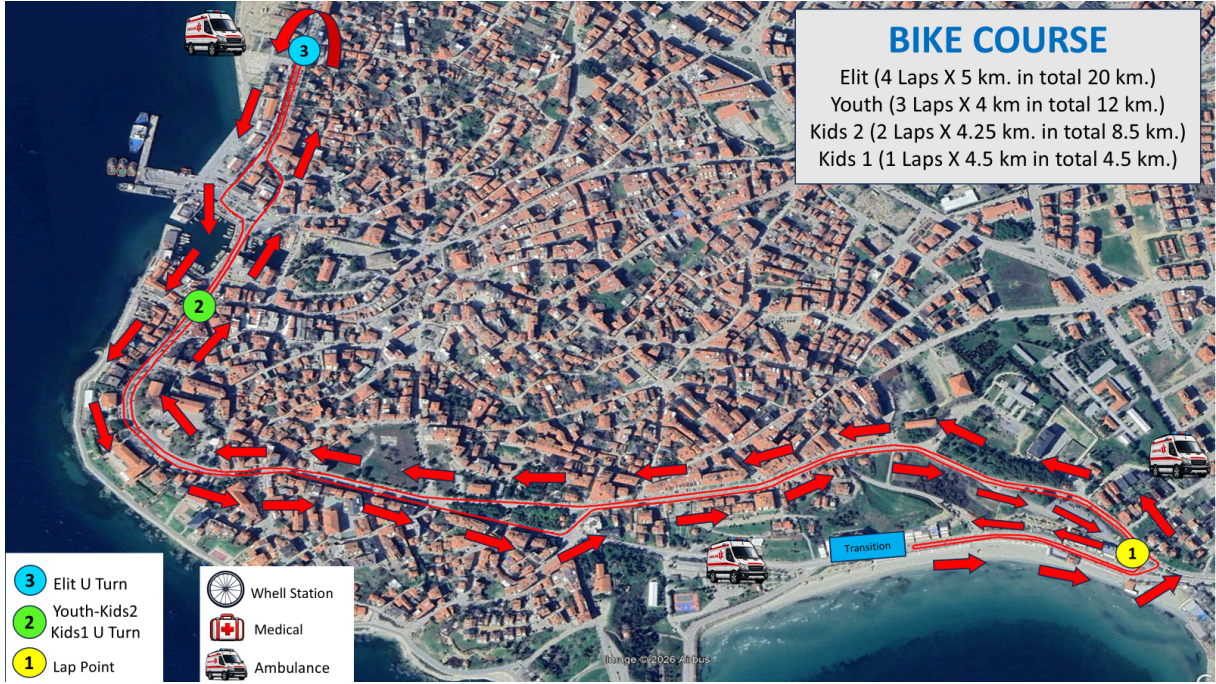 BIKE COURSE
Elit (4 Laps X 5 km. in total 20 km.)
Youth (3 Laps X 4 km in total 12 km.)
Kids 2 (2 Laps X 4.25 km. in total 8.5 km.)
Kids 1 (1 Laps X 4.5 km in total 4.5 km.)
3
2
Transition
1
3 Elit U Turn
2 Youth-Kids2
Kids1 U Turn
1 Lap Point
Whell Station
Medical
Ambulance
Image © 2026 Airbus